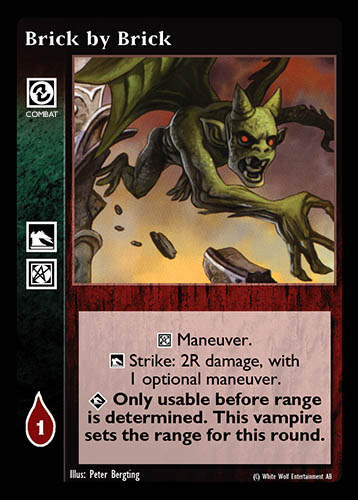 Brick by Brick
COMBAT
Maneuver.
Strike: 2R damage, with
1 optional maneuver.
Only usable before range
is determined. This vampire
sets the range for this round.
1
Illus: Peter Bergting
(C) White Wolf Entertainment AB